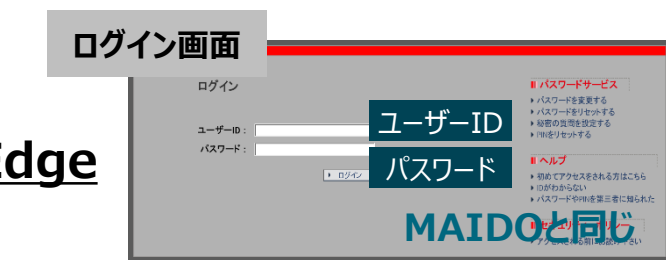 ログイン画面
ログイン
パスワードサービス
パスワードを変更する
パスワードをリセットする
秘密の質問を設定する
PINをリセットする
ユーザーID：
ユーザーID
パスワード：
パスワード
ログイン
Edge
ヘルプ
初めてアクセスをされる方はこちら
IDがわからない
パスワードやPINを第三者に知られた
MAIDOと同じ